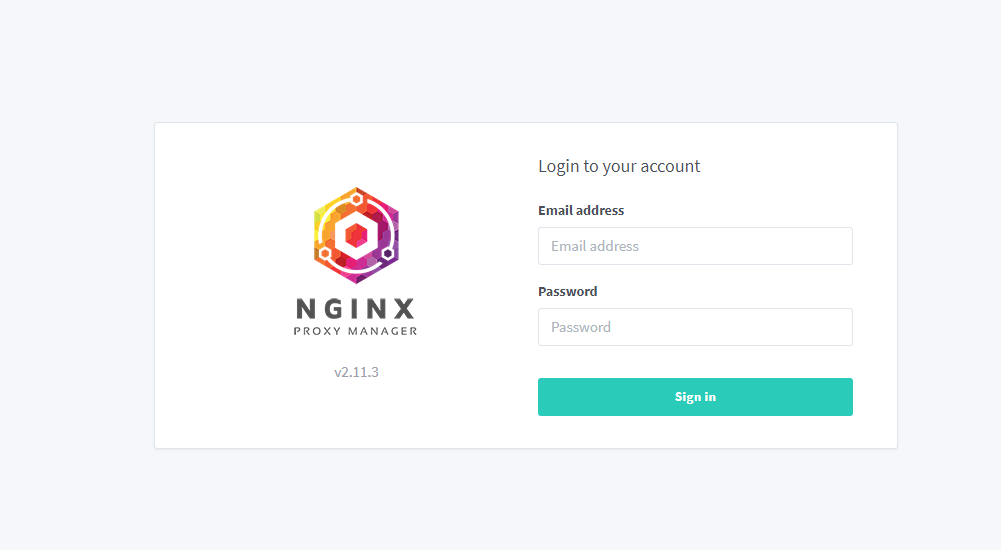 NGINX
PROXY MANAGER
v2.11.3
Login to your account
Email address
Email address
Password
Password
Sign in